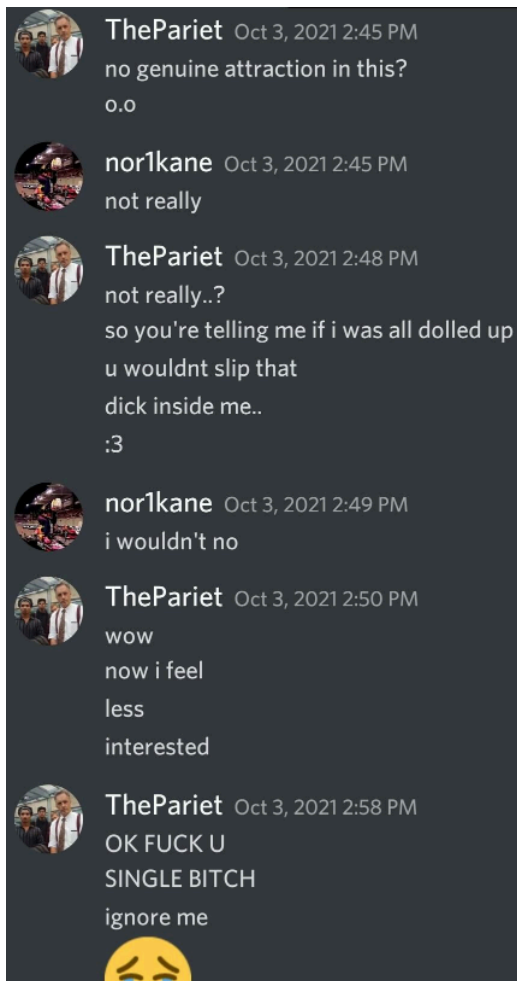 ThePariet Oct 3, 2021 2:45 PM
no genuine attraction in this?
o.o
nor1kane Oct 3, 2021 2:45 PM
not really
ThePariet Oct 3, 2021 2:48 PM
not really..?
so you're telling me if i was all dolled up
u wouldnt slip that
dick inside me..
:3
nor1kane Oct 3, 2021 2:49 PM
i wouldn't no
ThePariet Oct 3, 2021 2:50 PM
wow
now i feel
less
interested
ThePariet Oct 3, 2021 2:58 PM
OK FUCK U
SINGLE BITCH
ignore me